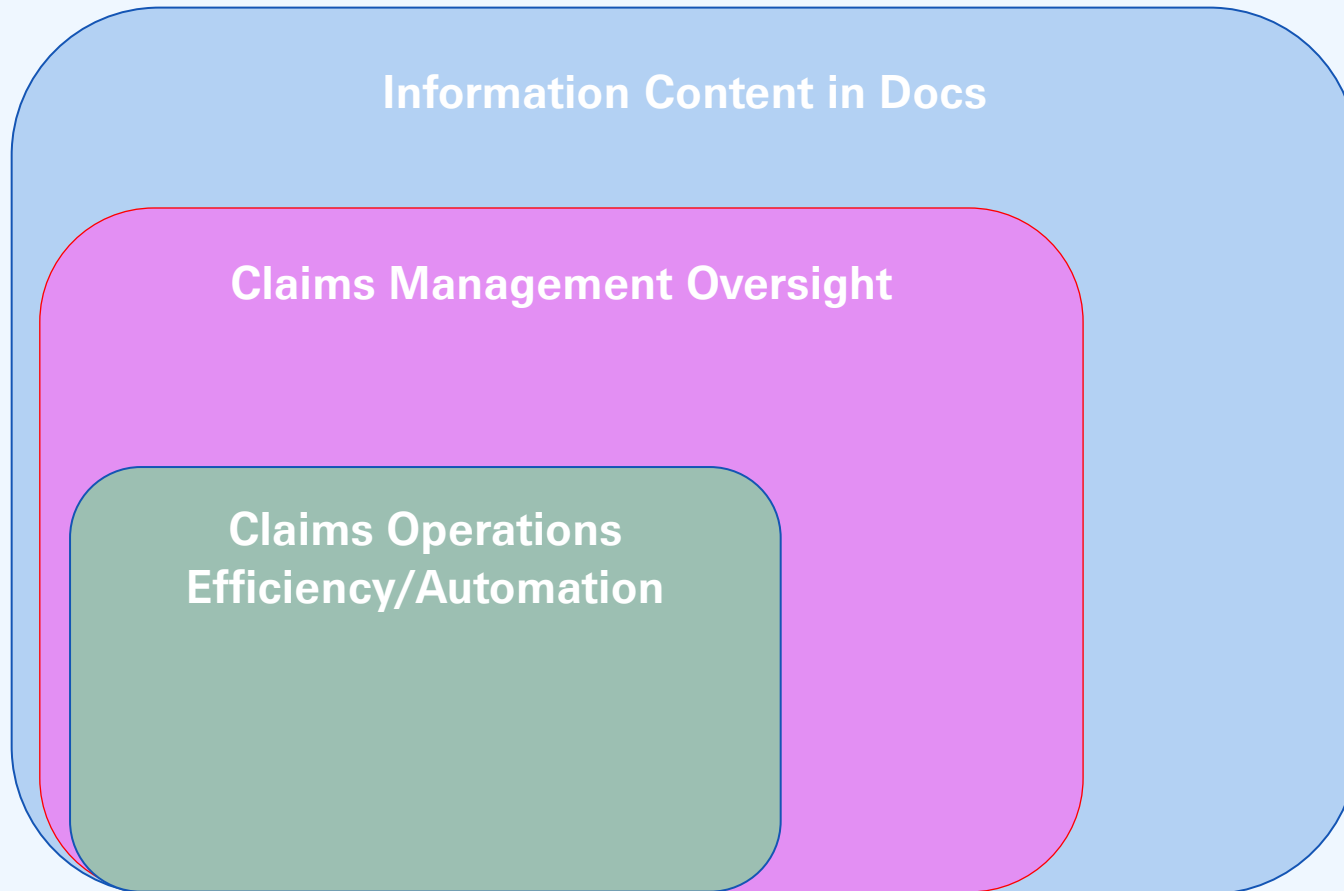 Information Content in Docs
Claims Management Oversight
Claims Operations
Efficiency/Automation